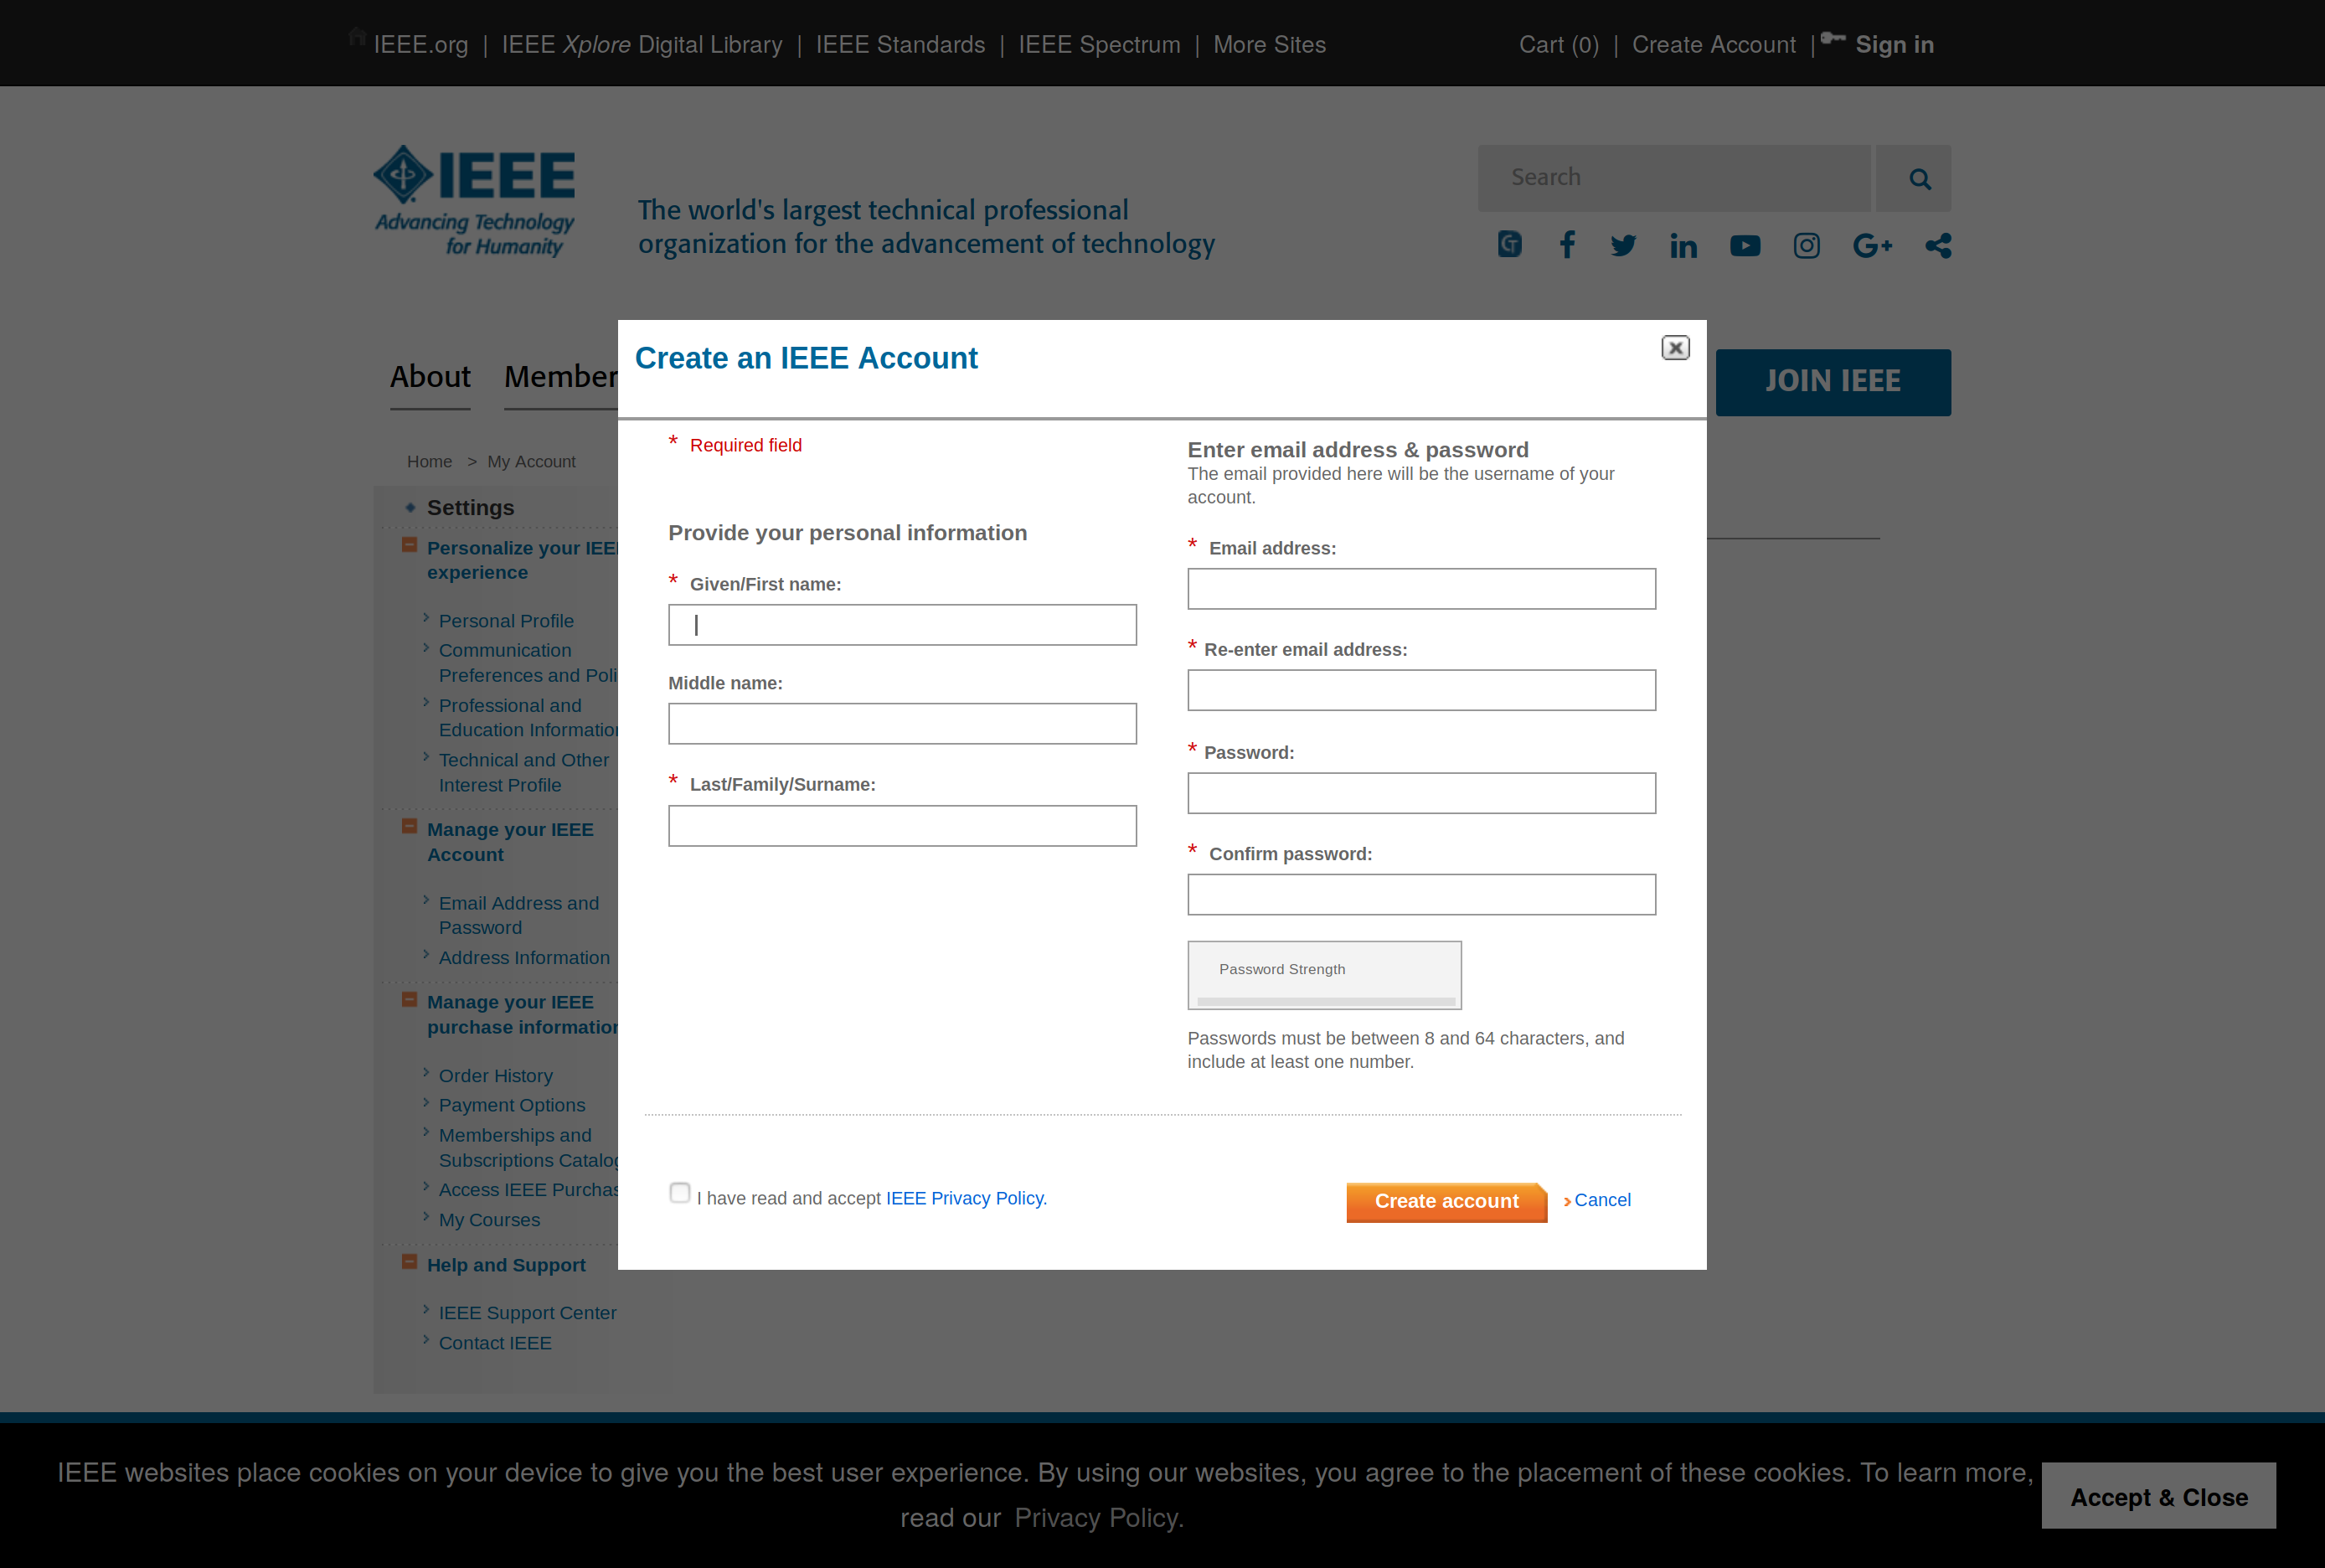 IEEE.org | IEEE Xplore Digital Library | IEEE Standards | IEEE Spectrum | More Sites
Cart (0) | Create Account | Sign in
IEEE
Advancing Technology
for Humanity
The world's largest technical professional
organization for the advancement of technology
Search
About
Member
JOIN IEEE
Home > My Account
Settings
Personalize your IEEE
experience
Personal Profile
Communication
Preferences and Poli
Professional and
Education Information
Technical and Other
Interest Profile
Manage your IEEE
Account
Email Address and
Password
Address Information
Manage your IEEE
purchase information
Order History
Payment Options
Memberships and
Subscriptions Catalog
Access IEEE Purchas
My Courses
Help and Support
IEEE Support Center
Contact IEEE
Create an IEEE Account
* Required field
Provide your personal information
* Given/First name:
Middle name:
* Last/Family/Surname:
Enter email address & password
The email provided here will be the username of your
account.
* Email address:
* Re-enter email address:
* Password:
* Confirm password:
Password Strength
Passwords must be between 8 and 64 characters, and
include at least one number.
I have read and accept IEEE Privacy Policy.
Create account
Cancel
IEEE websites place cookies on your device to give you the best user experience. By using our websites, you agree to the placement of these cookies. To learn more,
read our Privacy Policy.
Accept & Close